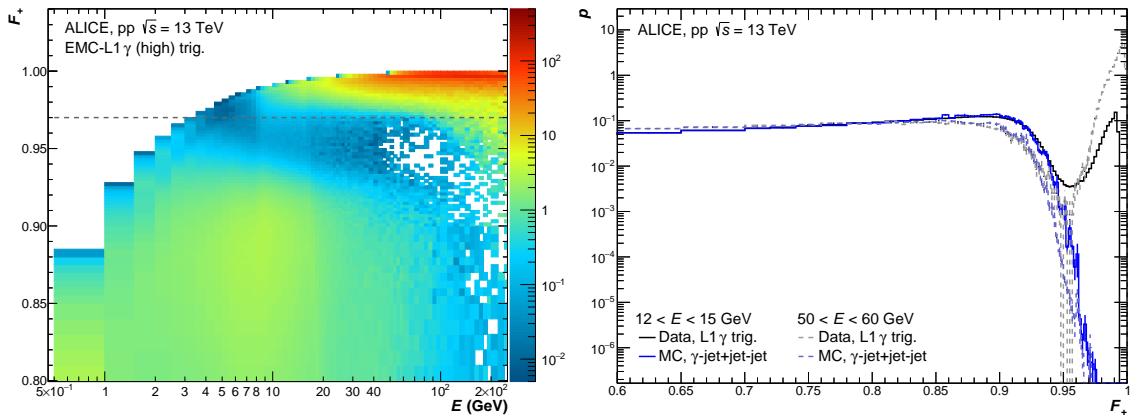 F+
ALICE, pp √s = 13 TeV
EMC-L1 γ (high) trig.
1.00
0.95
0.90
0.85
0.80
5×10⁻¹ 1 2 3 4 5 6 7 8 10 20 30 40 10² 2×10²
E (GeV)
10²
10
1
10⁻¹
10⁻²
p
ALICE, pp √s = 13 TeV
10
1
10⁻¹
10⁻²
10⁻³
10⁻⁴
10⁻⁵
10⁻⁶
12 < E < 15 GeV 50 < E < 60 GeV
Data, L1 γ trig. Data, L1 γ trig.
MC, γ-jet+jet-jet MC, γ-jet+jet-jet
0.6 0.65 0.7 0.75 0.8 0.85 0.9 0.95 1
F+